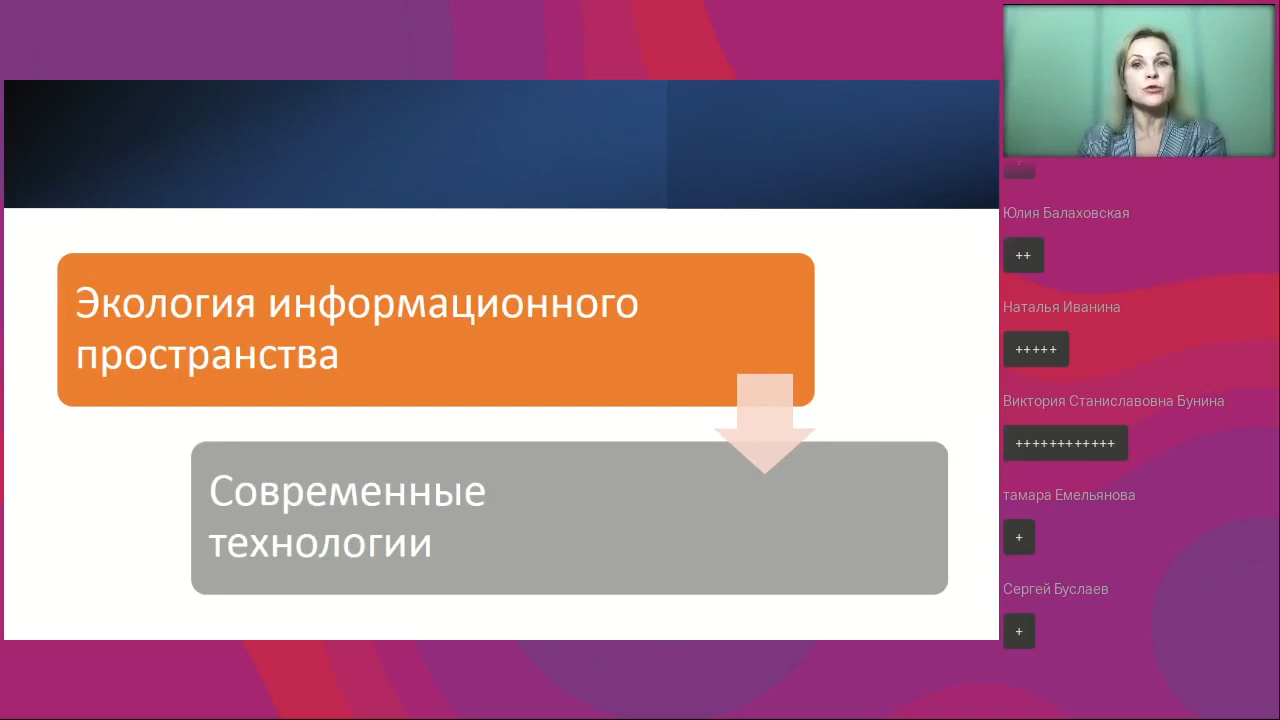 Экология информационного
пространства
Современные
технологии
Юлия Балаховская
++
Наталья Иванина
+++++
Виктория Станиславовна Бунина
++++++++++++
тамара Емельянова
+
Сергей Буслаев
+